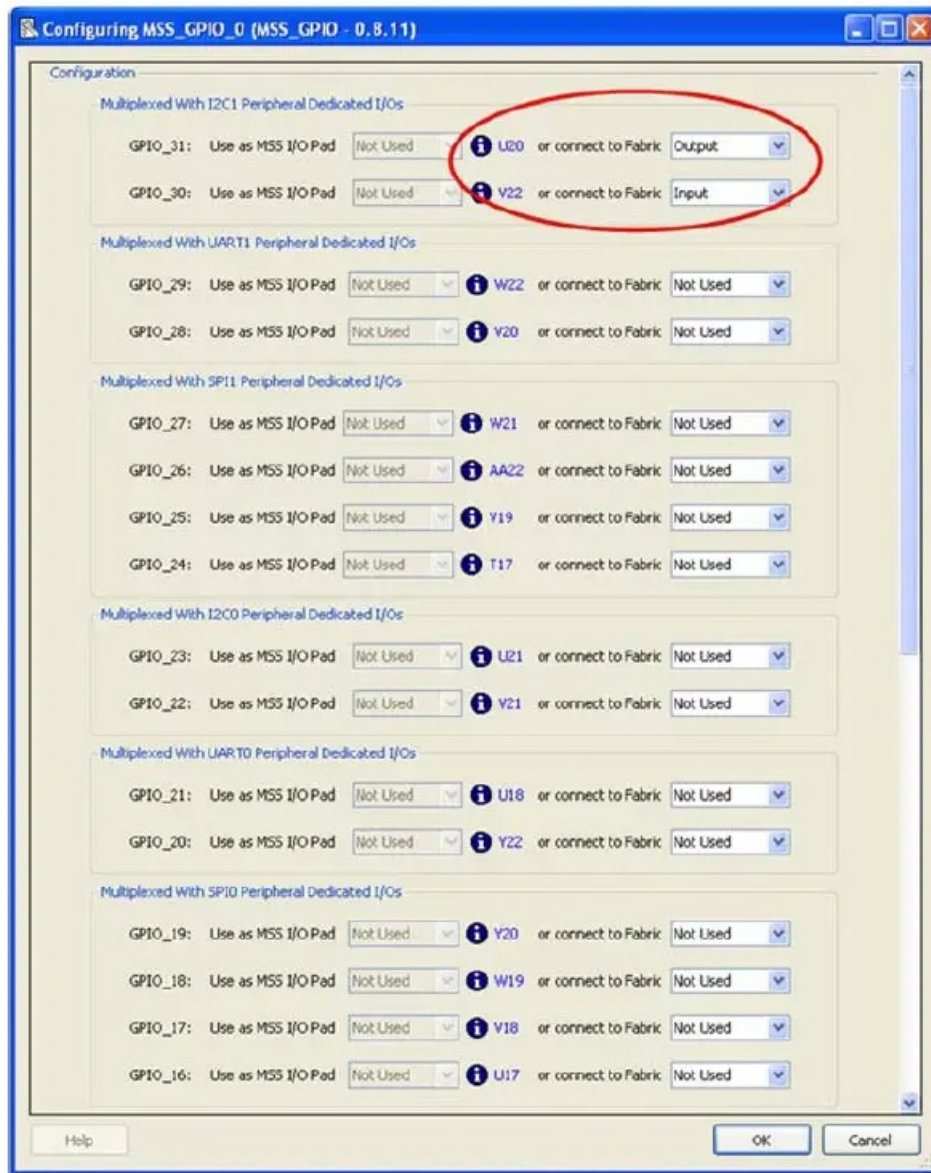 Configuring MSS_GPIO_0 (MSS_GPIO - 0.8.11)
Configuration
Multiplexed With I2C1 Peripheral Dedicated I/Os
GPIO_31: Use as MSS I/O Pad Not Used U20 or connect to Fabric Output
GPIO_30: Use as MSS I/O Pad Not Used V22 or connect to Fabric Input
Multiplexed With UART1 Peripheral Dedicated I/Os
GPIO_29: Use as MSS I/O Pad Not Used W22 or connect to Fabric Not Used
GPIO_28: Use as MSS I/O Pad Not Used V20 or connect to Fabric Not Used
Multiplexed With SPI1 Peripheral Dedicated I/Os
GPIO_27: Use as MSS I/O Pad Not Used W21 or connect to Fabric Not Used
GPIO_26: Use as MSS I/O Pad Not Used AA22 or connect to Fabric Not Used
GPIO_25: Use as MSS I/O Pad Not Used Y19 or connect to Fabric Not Used
GPIO_24: Use as MSS I/O Pad Not Used T17 or connect to Fabric Not Used
Multiplexed With I2C0 Peripheral Dedicated I/Os
GPIO_23: Use as MSS I/O Pad Not Used U21 or connect to Fabric Not Used
GPIO_22: Use as MSS I/O Pad Not Used V21 or connect to Fabric Not Used
Multiplexed With UART0 Peripheral Dedicated I/Os
GPIO_21: Use as MSS I/O Pad Not Used U18 or connect to Fabric Not Used
GPIO_20: Use as MSS I/O Pad Not Used Y22 or connect to Fabric Not Used
Multiplexed With SPI0 Peripheral Dedicated I/Os
GPIO_19: Use as MSS I/O Pad Not Used Y20 or connect to Fabric Not Used
GPIO_18: Use as MSS I/O Pad Not Used W19 or connect to Fabric Not Used
GPIO_17: Use as MSS I/O Pad Not Used V18 or connect to Fabric Not Used
GPIO_16: Use as MSS I/O Pad Not Used U17 or connect to Fabric Not Used
Help OK Cancel